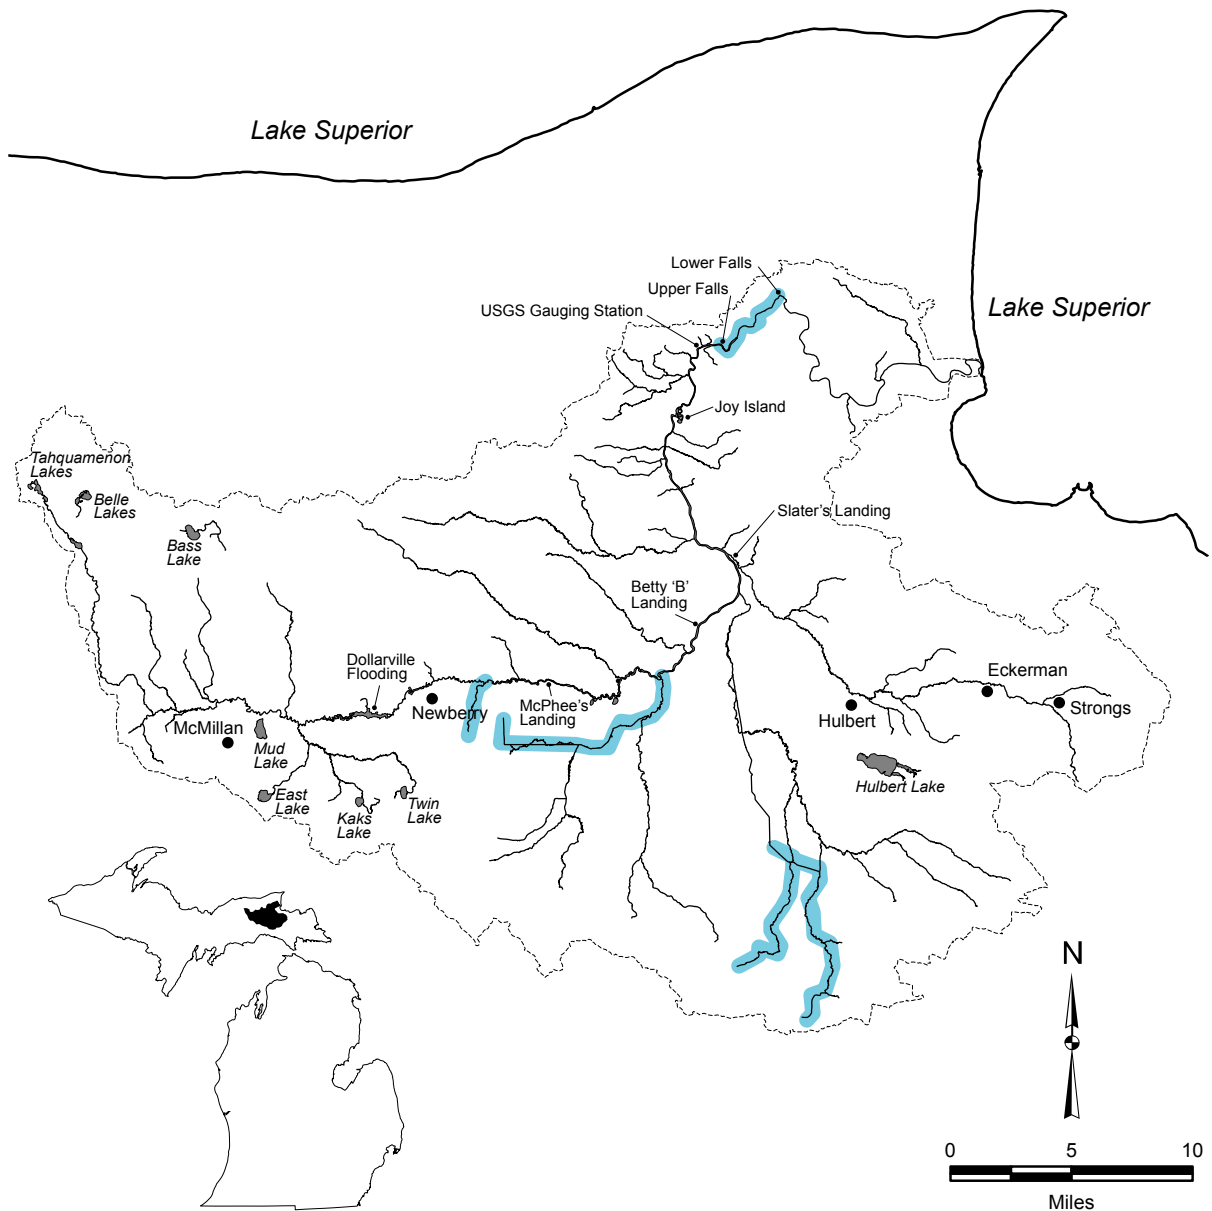 Lake Superior
Lower Falls
Upper Falls
USGS Gauging Station
Lake Superior
Joy Island
Tahquamenon
Lakes
Belle
Lakes
Bass
Lake
Slater's Landing
Betty 'B'
Landing
Dollarville
Flooding
Eckerman
Newberry
McPhee's
Landing
Hulbert
Strongs
McMillan
Mud
Lake
Hulbert Lake
East
Lake
Kaks
Lake
Twin
Lake
N
0 5 10
Miles